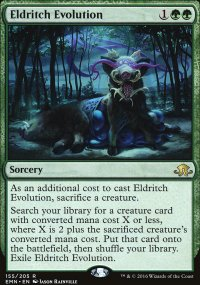 Eldritch Evolution 1
Sorcery
As an additional cost to cast Eldritch
Evolution, sacrifice a creature.
Search your library for a creature card
with converted mana cost X or less,
where X is 2 plus the sacrificed creature's
converted mana cost. Put that card onto
the battlefield, then shuffle your library.
Exile Eldritch Evolution.
155/205 R
EMN • EN JASON RAINVILLE
™ & © 2016 Wizards of the Coast